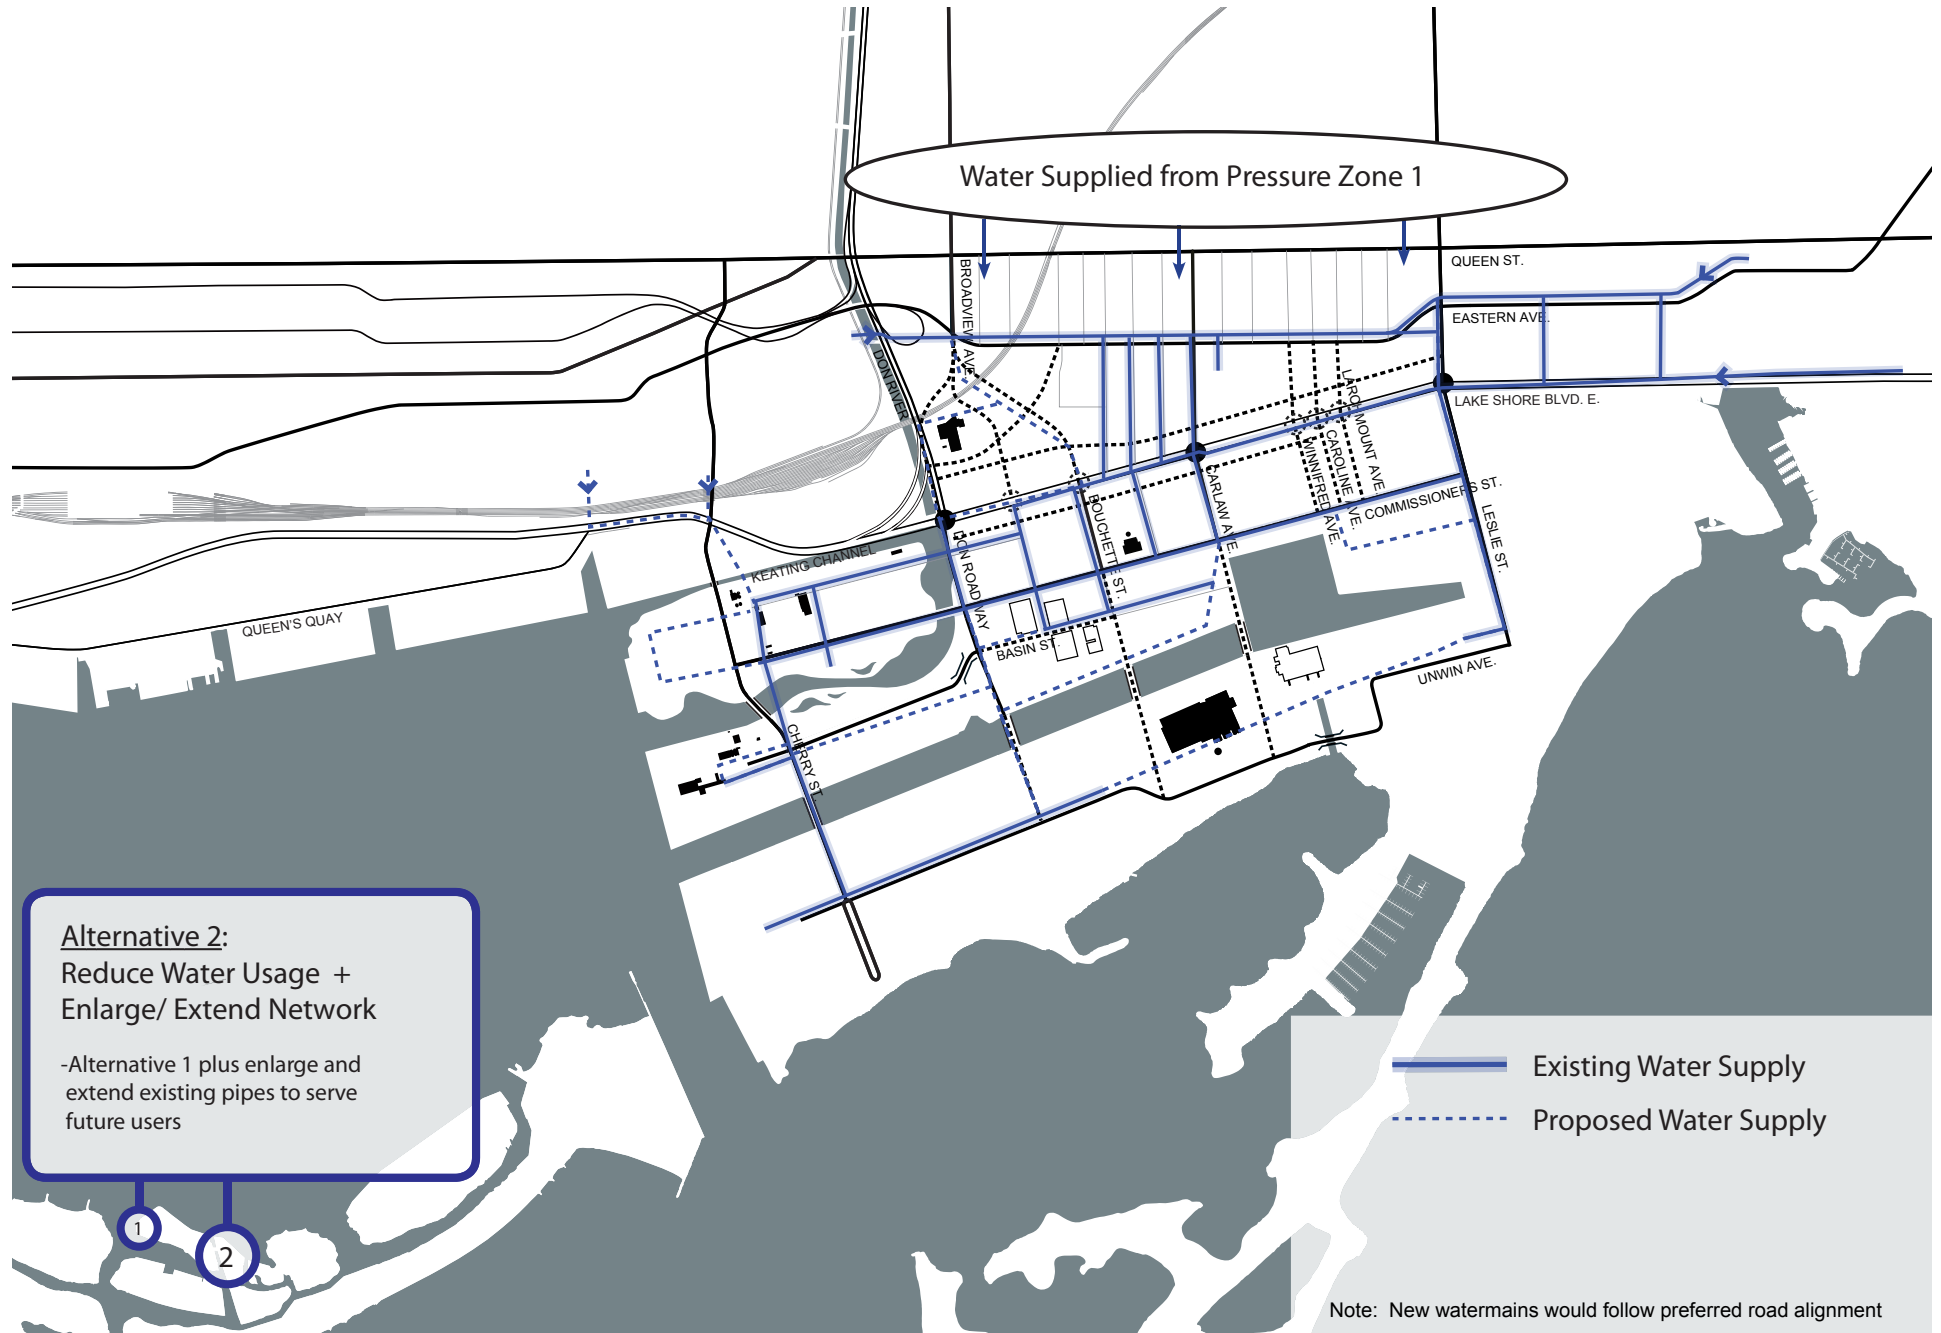 Water Supplied from Pressure Zone 1
QUEEN ST.
BROADVIEW AVE.
EASTERN AVE.
DON RIVER
LAKE SHORE BLVD. E.
LARCHMOUNT AVE.
CAROLINE AVE.
WINNIFRED AVE.
CARLAW AVE.
COMMISSIONERS ST.
LESLIE ST.
BOUCHETTE ST.
DON ROADWAY
KEATING CHANNEL
QUEEN'S QUAY
BASIN ST.
UNWIN AVE.
CHERRY ST.
Alternative 2:
Reduce Water Usage +
Enlarge/ Extend Network
-Alternative 1 plus enlarge and
extend existing pipes to serve
future users
1
2
Existing Water Supply
Proposed Water Supply
Note: New watermains would follow preferred road alignment